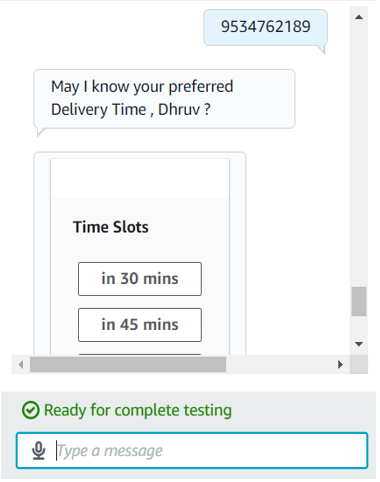 9534762189
May I know your preferred
Delivery Time , Dhruv ?
Time Slots
in 30 mins
in 45 mins
Ready for complete testing
Type a message